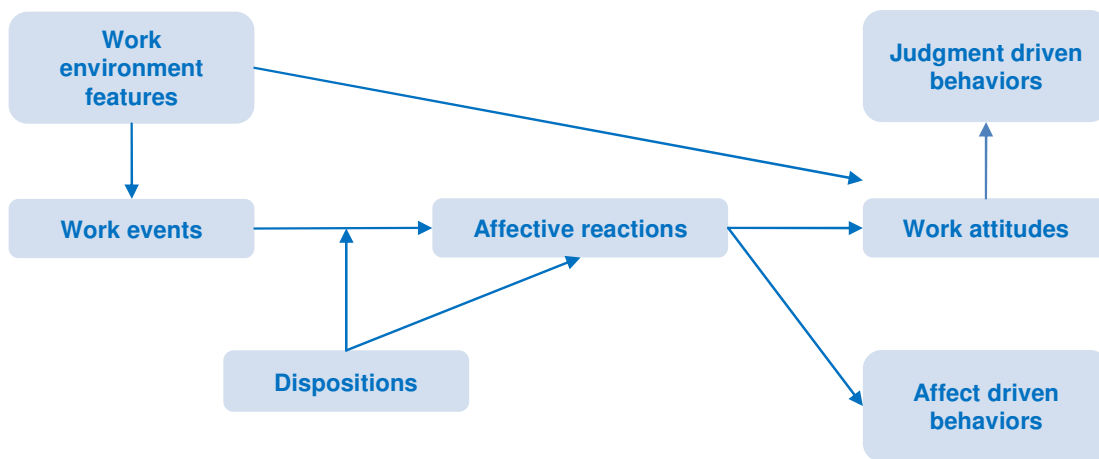 Work
environment
features
Judgment driven
behaviors
Work events
Affective reactions
Work attitudes
Dispositions
Affect driven
behaviors